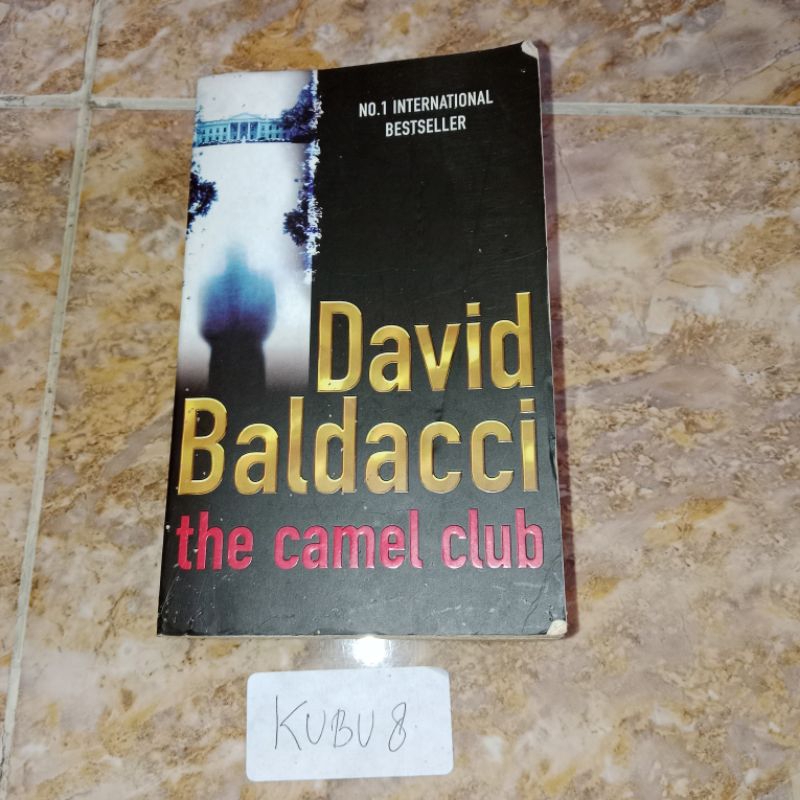 NO.1 INTERNATIONAL
BESTSELLER
David
Baldacci
the camel club
KUBU8